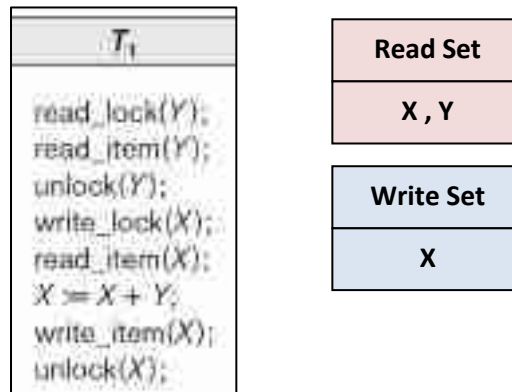 T₁
read_lock(Y);
read_item(Y);
unlock(Y);
write_lock(X);
read_item(X);
X := X + Y;
write_item(X);
unlock(X);
Read Set
X , Y
Write Set
X